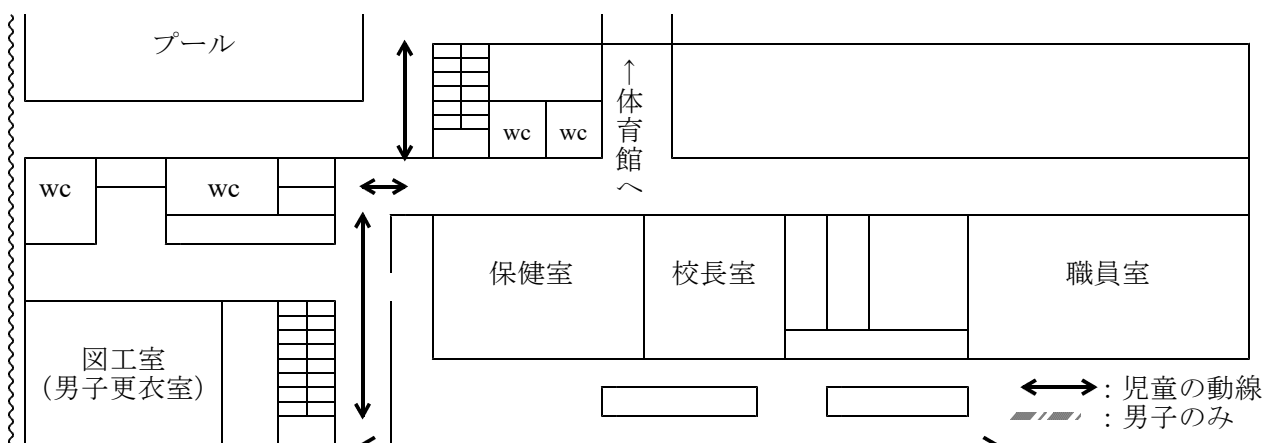 プール
↑体育館へ
wc
wc
wc
wc
保健室
校長室
職員室
図工室
(男子更衣室)
:児童の動線
:男子のみ